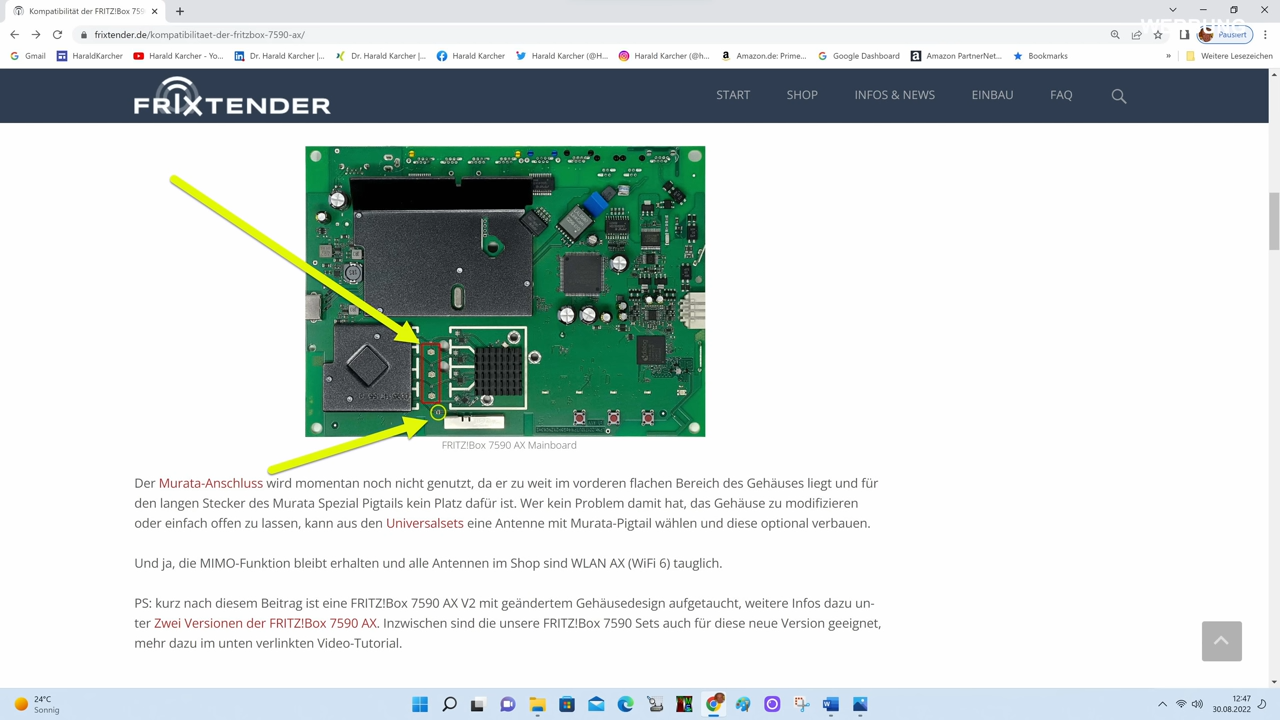 Kompatibilität der FRITZ!Box 759
WERBUNG
frixtender.de/kompatibilitaet-der-fritzbox-7590-ax/
Pausiert
Gmail
HaraldKarcher
Harald Karcher – Yo...
Dr. Harald Karcher |...
Dr. Harald Karcher |...
Harald Karcher
Harald Karcher (@H...
Harald Karcher (@h...
Amazon.de: Prime...
Google Dashboard
Amazon PartnerNet...
Bookmarks
»
Weitere Lesezeichen
FRIXTENDER
START
SHOP
INFOS & NEWS
EINBAU
FAQ
FRITZ!Box 7590 AX Mainboard
Der Murata-Anschluss wird momentan noch nicht genutzt, da er zu weit im vorderen flachen Bereich des Gehäuses liegt und für
den langen Stecker des Murata Spezial Pigtails kein Platz dafür ist. Wer kein Problem damit hat, das Gehäuse zu modifizieren
oder einfach offen zu lassen, kann aus den Universalsets eine Antenne mit Murata-Pigtail wählen und diese optional verbauen.
Und ja, die MIMO-Funktion bleibt erhalten und alle Antennen im Shop sind WLAN AX (WiFi 6) tauglich.
PS: kurz nach diesem Beitrag ist eine FRITZ!Box 7590 AX V2 mit geändertem Gehäusedesign aufgetaucht, weitere Infos dazu un-
ter Zwei Versionen der FRITZ!Box 7590 AX. Inzwischen sind die unsere FRITZ!Box 7590 Sets auch für diese neue Version geeignet,
mehr dazu im unten verlinkten Video-Tutorial.
24°C
Sonnig
12:47
30.08.2022